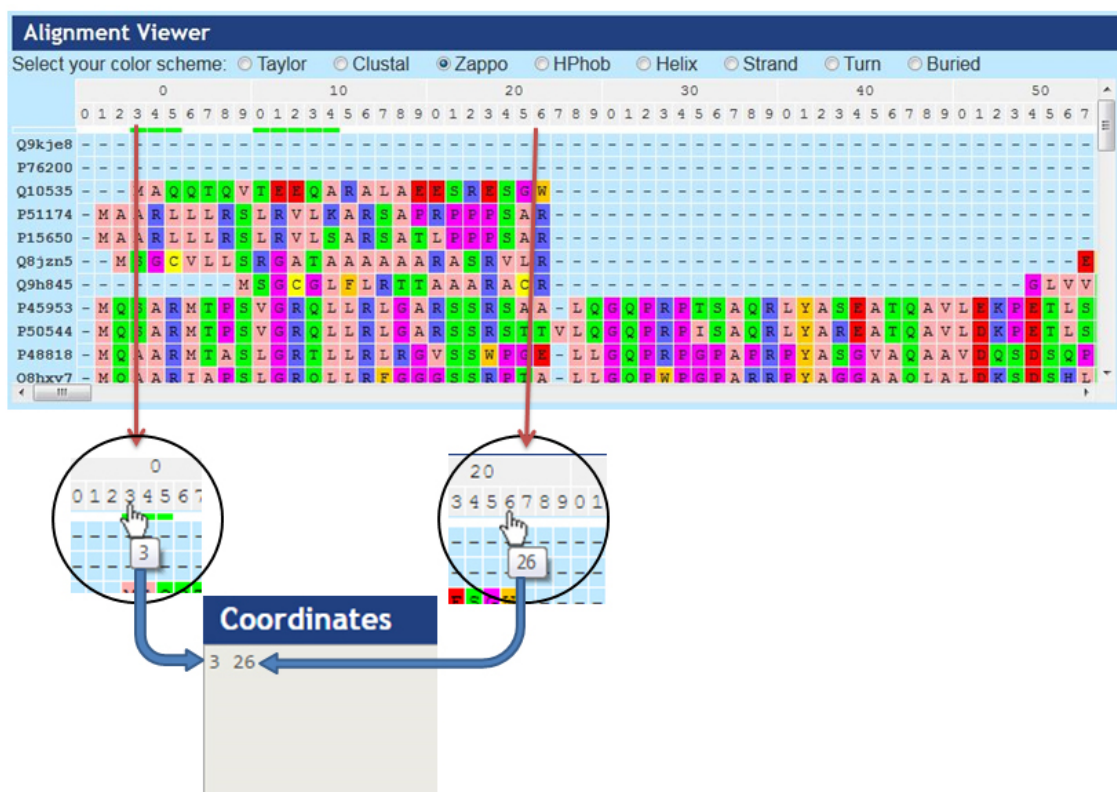 Alignment Viewer
Select your color scheme: Taylor Clustal Zappo HPhob Helix Strand Turn Buried
0 10 20 30 40 50
0 1 2 3 4 5 6 7 8 9 0 1 2 3 4 5 6 7 8 9 0 1 2 3 4 5 6 7 8 9 0 1 2 3 4 5 6 7 8 9 0 1 2 3 4 5 6 7 8 9 0 1 2 3 4 5 6 7
Q9kje8 - - - - - - - - - - - - - - - - - - - - - - - - - - - - - - - - - - - - - - - - - - - - - - - - - - - - - - - - - -
P76200 - - - - - - - - - - - - - - - - - - - - - - - - - - - - - - - - - - - - - - - - - - - - - - - - - - - - - - - - - -
Q10535 - - - M A Q Q T Q V T E E Q A R A L A E E S R E S G W - - - - - - - - - - - - - - - - - - - - - - - - - - - - - - -
P51174 - M A A R L L L R S L R V L K A R S A P R P P P S A R - - - - - - - - - - - - - - - - - - - - - - - - - - - - - - -
P15650 - M A A R L L L R S L R V L S A R S A T L P P P S A R - - - - - - - - - - - - - - - - - - - - - - - - - - - - - - -
Q8jzn5 - - M S G C V L L S R G A T A A A A A A R A S R V L R - - - - - - - - - - - - - - - - - - - - - - - - - - - - - - E
Q9h845 - - - - - - - - - M S G C G L F L R T T A A A R A C R - - - - - - - - - - - - - - - - - - - - - - - - - - - G L V V
P45953 - M Q S A R M T P S V G R Q L L R L G A R S S R S A A - L Q G Q P R P T S A Q R L Y A S E A T Q A V L E K P E T L S
P50544 - M Q S A R M T P S V G R Q L L R L G A R S S R S T T V L Q G Q P R P I S A Q R L Y A R E A T Q A V L D K P E T L S
P48818 - M Q A A R M T A S L G R T L L R L R G V S S W P G E - L L G Q P R P G P A P R P Y A S G V A Q A A V D Q S D S Q P
Q8hxv7 - M Q A A R I A P S L G R Q L L R F G G G S S R P T A - L L G Q P W P G P A R R P Y A G G A A Q L A L D K S D S H L
0
0 1 2 3 4 5 6 7
3
20
3 4 5 6 7 8 9 0 1
26
Coordinates
3 26